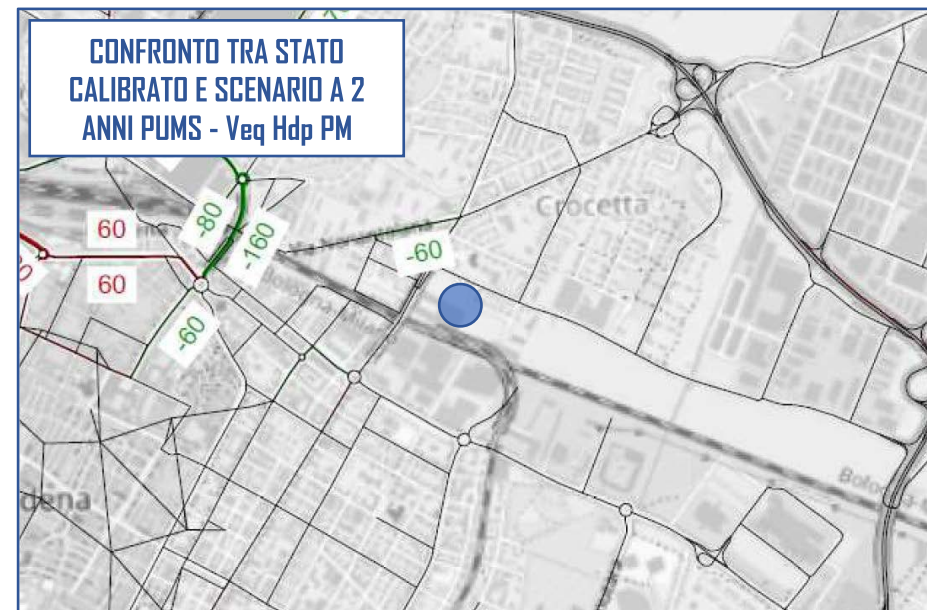 CONFRONTO TRA STATO
CALIBRATO E SCENARIO A 2
ANNI PUMS - Veq Hdp PM
Crocetta
-80
60
-160
-60
60
-60
dena